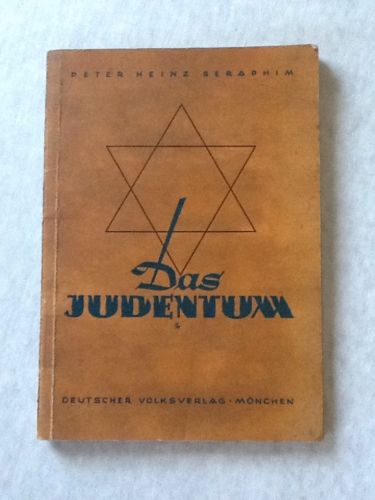 PETER HEINZ SERAPHIM
Das
JUDENTUM
DEUTSCHER VOLKSVERLAG · MÜNCHEN